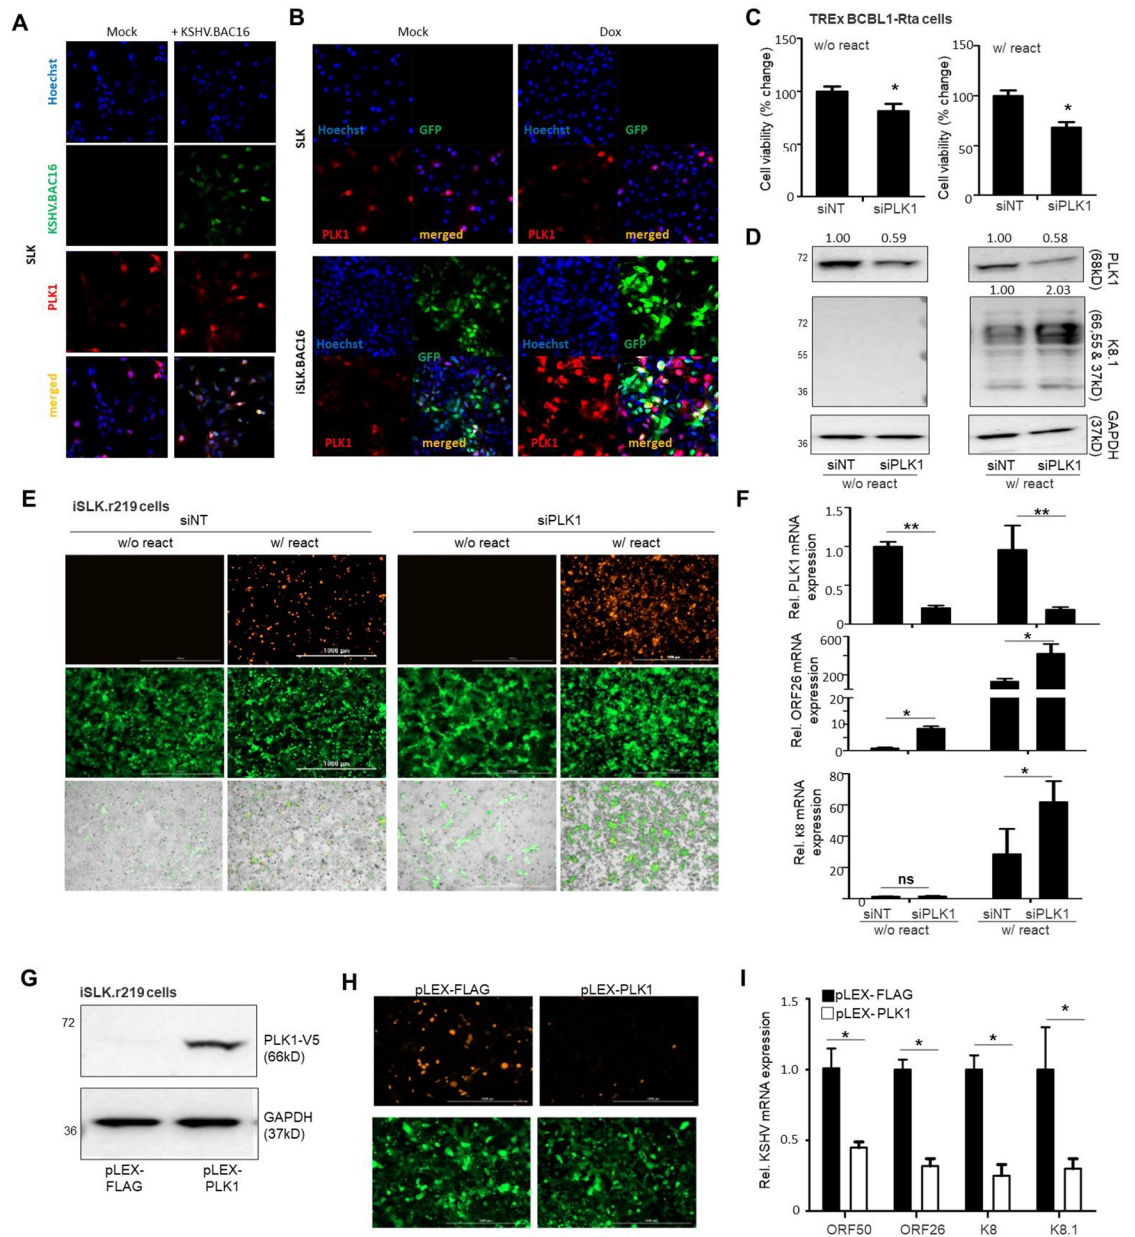 A
Mock
+ KSHV.BAC16
Hoechst
KSHV.BAC16
PLK1
merged
SLK
B
Mock
Dox
SLK
Hoechst
GFP
Hoechst
GFP
PLK1
merged
PLK1
merged
iSLK.BAC16
Hoechst
GFP
Hoechst
GFP
PLK1
merged
PLK1
merged
C
TREx BCBL1-Rta cells
w/o react
Cell viability (% change)
150
100
50
0
*
siNT
siPLK1
w/ react
Cell viability (% change)
150
100
50
0
*
siNT
siPLK1
D
1.00 0.59
1.00 0.58
72
PLK1
(68kD)
1.00 2.03
72
55
36
K8.1
(66,55 & 37kD)
36
GAPDH
(37kD)
siNT siPLK1
w/o react
siNT siPLK1
w/ react
E
iSLK.r219 cells
siNT
siPLK1
w/o react
w/ react
w/o react
w/ react
1000 µm
1000 µm
F
Rel. PLK1 mRNA
expression
1.5
1.0
0.5
0
**
**
Rel. ORF26 mRNA
expression
600
200
20
10
0
*
*
Rel. K8 mRNA
expression
80
60
40
20
0
ns
*
siNT siPLK1
w/o react
siNT siPLK1
w/ react
G
iSLK.r219 cells
72
PLK1-V5
(66kD)
36
GAPDH
(37kD)
pLEX-
FLAG
pLEX-
PLK1
H
pLEX-FLAG
pLEX-PLK1
I
pLEX- FLAG
pLEX- PLK1
Rel. KSHV mRNA expression
1.5
1.0
0.5
0
*
*
*
*
ORF50
ORF26
K8
K8.1